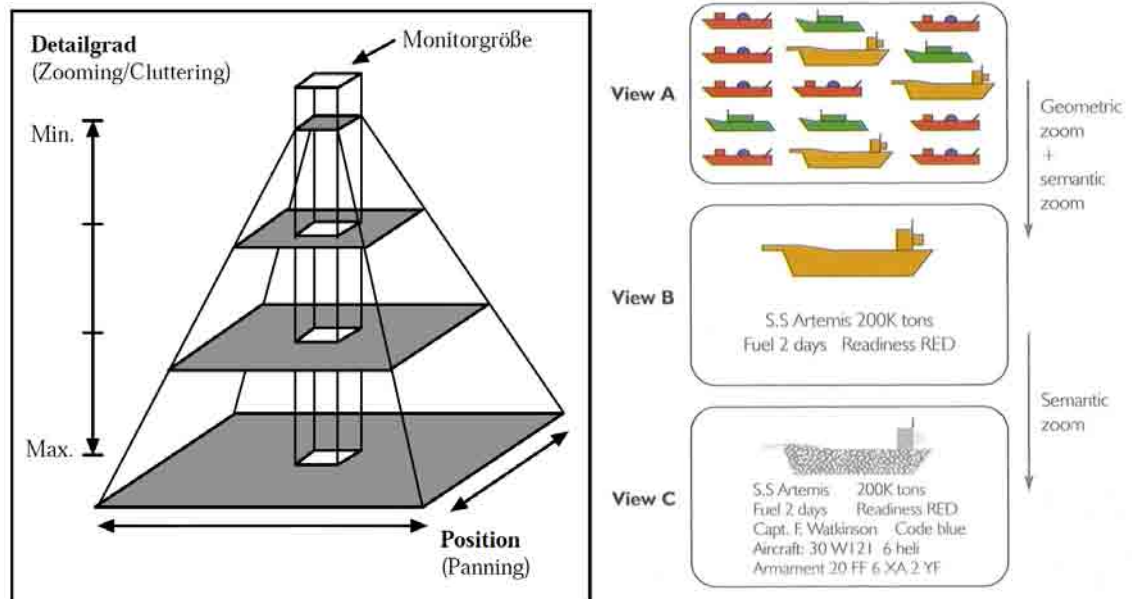 Detailgrad
(Zooming/Cluttering)
Monitorgröße
Min.
Max.
Position
(Panning)
View A
Geometric
zoom
+
semantic
zoom
View B
S.S Artemis 200K tons
Fuel 2 days Readiness RED
Semantic
zoom
View C
S.S Artemis 200K tons
Fuel 2 days Readiness RED
Capt. F. Watkinson Code blue
Aircraft: 30 W121 6 heli
Armament 20 FF 6 XA 2 YF